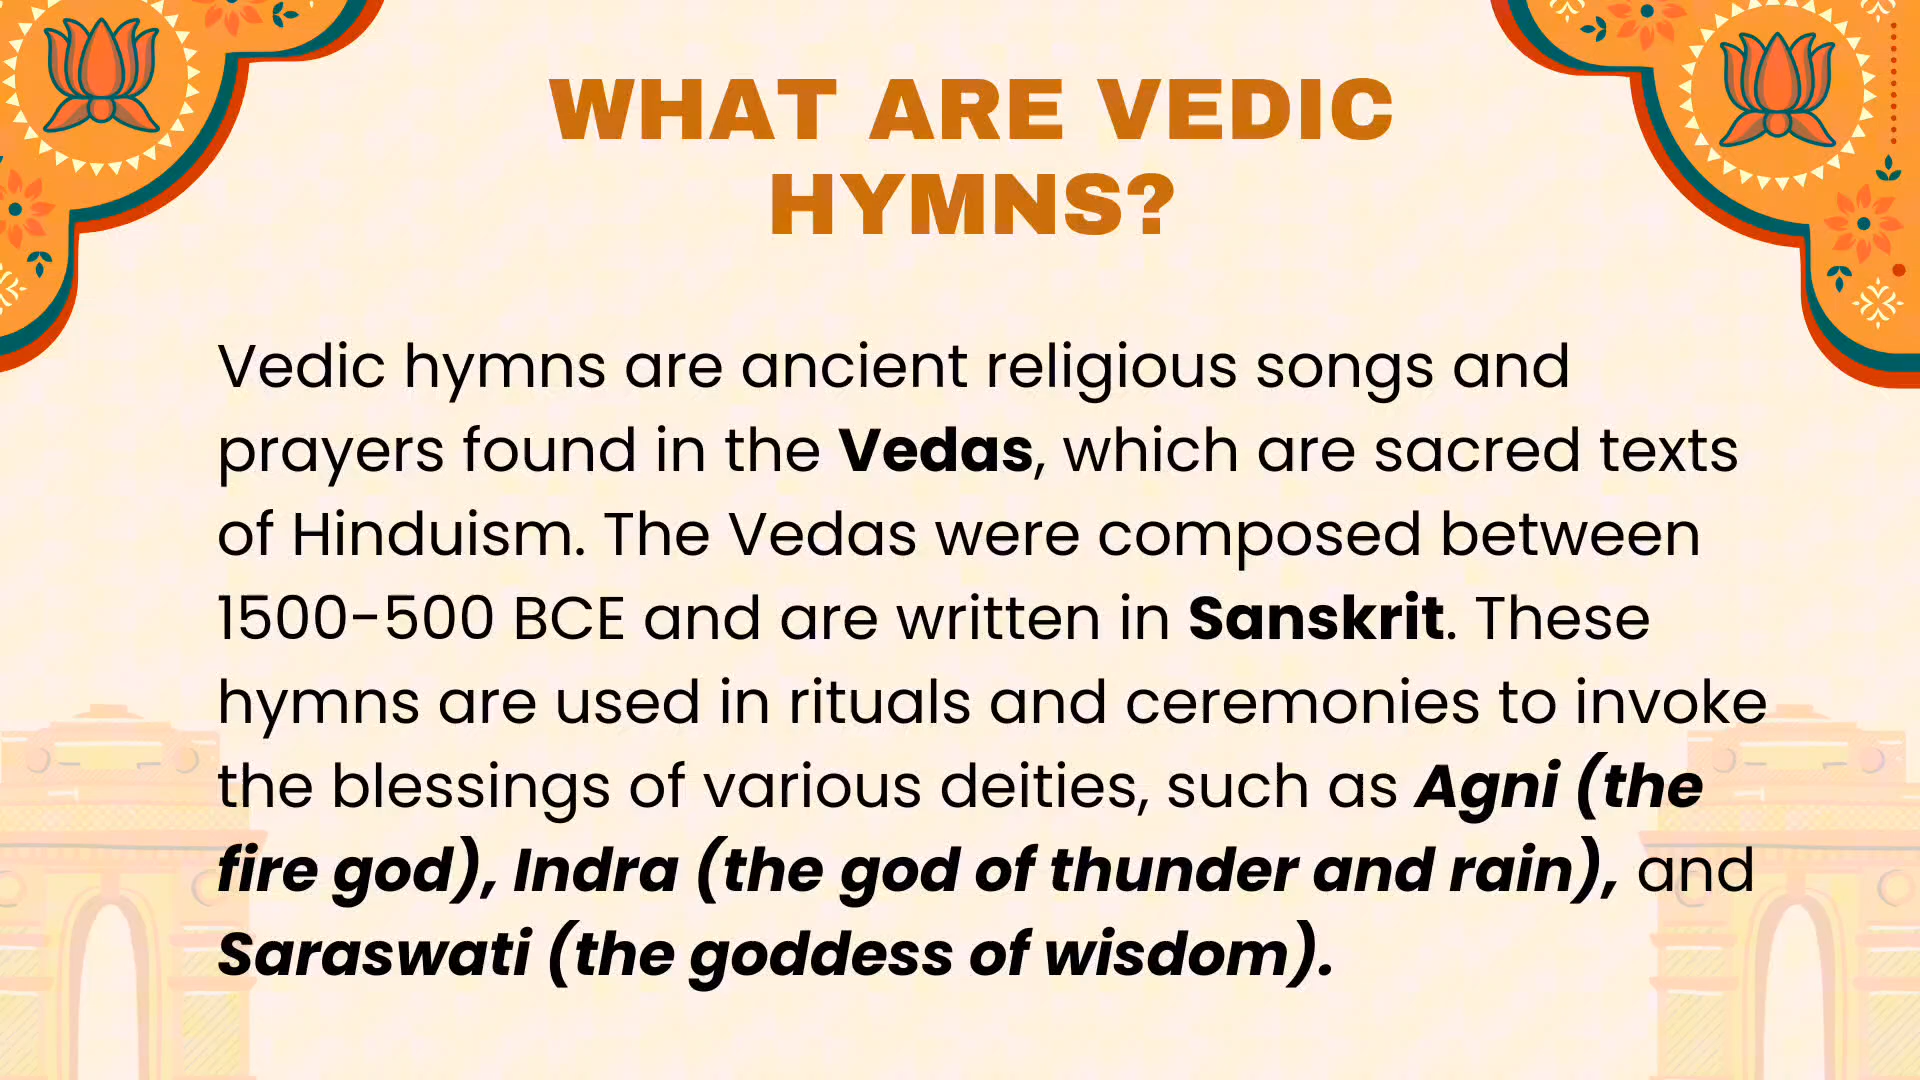 WHAT ARE VEDIC
HYMNS?
Vedic hymns are ancient religious songs and
prayers found in the Vedas, which are sacred texts
of Hinduism. The Vedas were composed between
1500-500 BCE and are written in Sanskrit. These
hymns are used in rituals and ceremonies to invoke
the blessings of various deities, such as Agni (the
fire god), Indra (the god of thunder and rain), and
Saraswati (the goddess of wisdom).